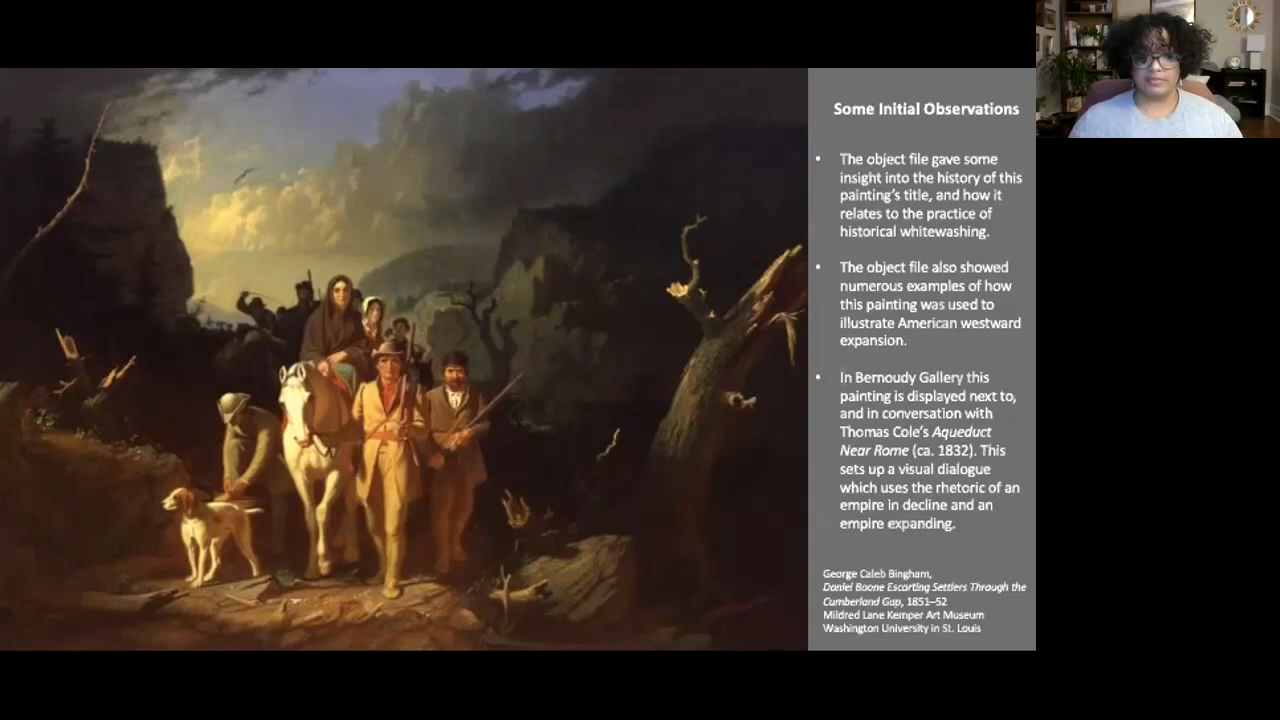 Some Initial Observations
• The object file gave some
insight into the history of this
painting's title, and how it
relates to the practice of
historical whitewashing.
• The object file also showed
numerous examples of how
this painting was used to
illustrate American westward
expansion.
• In Bernoudy Gallery this
painting is displayed next to,
and in conversation with
Thomas Cole's Aqueduct
Near Rome (ca. 1832). This
sets up a visual dialogue
which uses the rhetoric of an
empire in decline and an
empire expanding.
George Caleb Bingham,
Daniel Boone Escorting Settlers Through the
Cumberland Gap, 1851–52
Mildred Lane Kemper Art Museum
Washington University in St. Louis